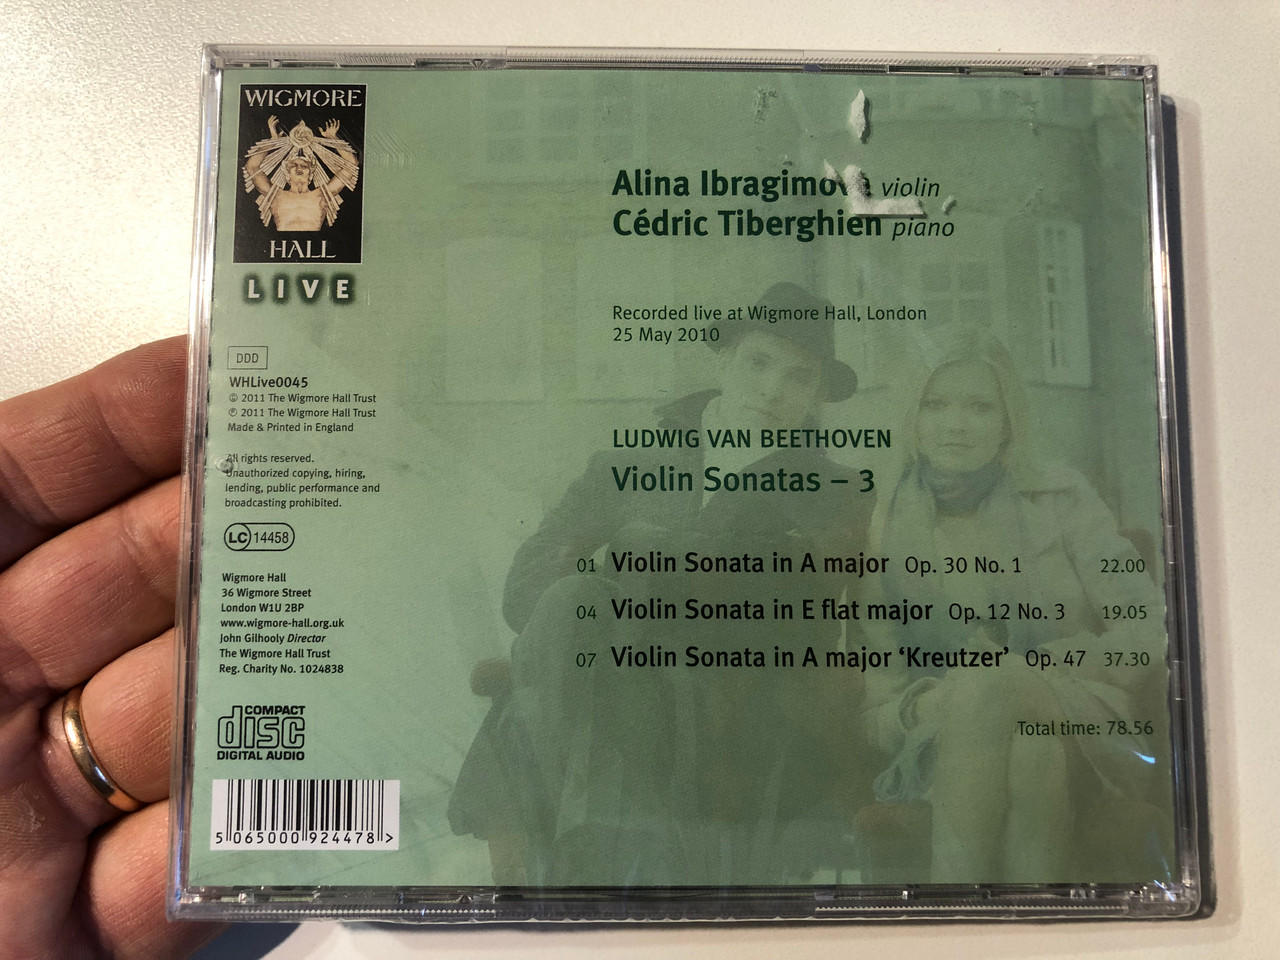 WIGMORE
HALL
LIVE
DDD
WHLive0045
© 2011 The Wigmore Hall Trust
℗ 2011 The Wigmore Hall Trust
Made & Printed in England
All rights reserved.
Unauthorized copying, hiring,
lending, public performance and
broadcasting prohibited.
LC 14458
Wigmore Hall
36 Wigmore Street
London W1U 2BP
www.wigmore-hall.org.uk
John Gilhooly Director
The Wigmore Hall Trust
Reg. Charity No. 1024838
COMPACT
disc
DIGITAL AUDIO
5 065000 924478 >
Alina Ibragimova violin
Cédric Tiberghien piano
Recorded live at Wigmore Hall, London
25 May 2010
LUDWIG VAN BEETHOVEN
Violin Sonatas – 3
01 Violin Sonata in A major Op. 30 No. 1 22.00
04 Violin Sonata in E flat major Op. 12 No. 3 19.05
07 Violin Sonata in A major ‘Kreutzer’ Op. 47 37.30
Total time: 78.56